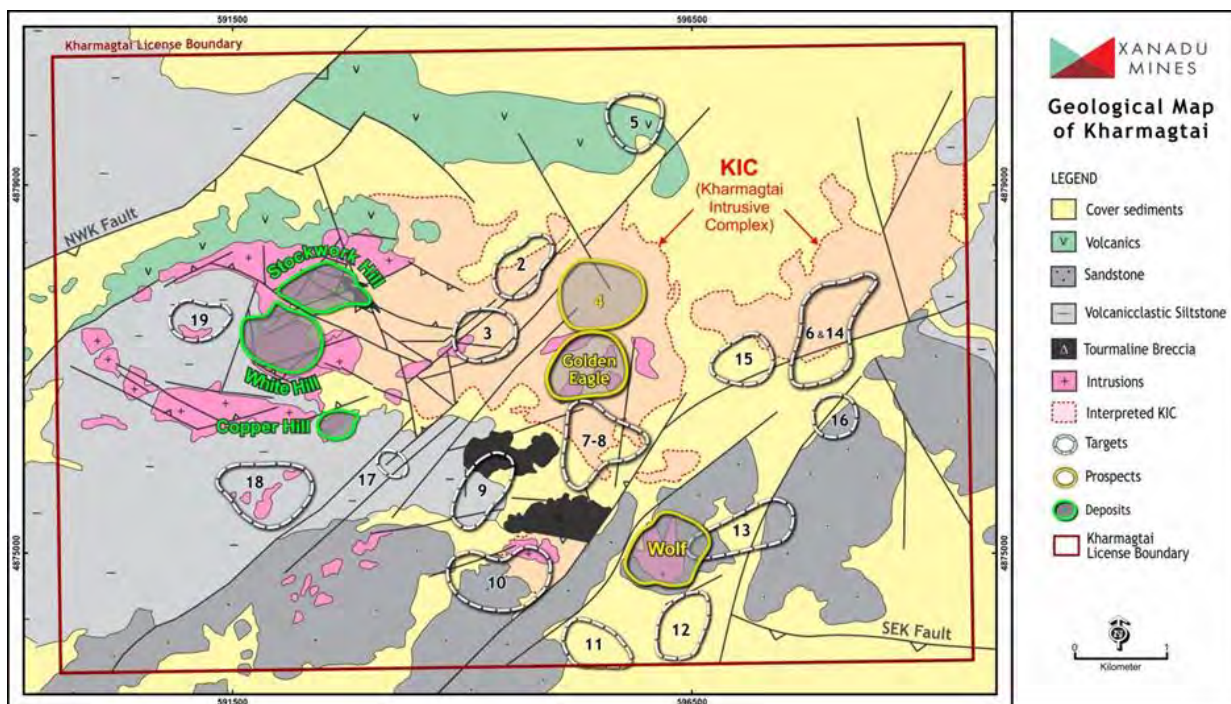 591500
596500
Kharmagtai License Boundary
5
KIC
(Kharmagtai
Intrusive
Complex)
4879000
4879000
NWK Fault
Stockwork Hill
2
4
19
3
6 & 14
15
Golden
Eagle
White Hill
Copper Hill
16
7-8
17
18
9
13
Wolf
4875000
4875000
10
12
11
SEK Fault
591500
596500
XANADU
MINES
Geological Map
of Kharmagtai
LEGEND
Cover sediments
Volcanics
Sandstone
Volcanicclastic Siltstone
Tourmaline Breccia
Intrusions
Interpreted KIC
Targets
Prospects
Deposits
Kharmagtai
License Boundary
0
1
Kilometer